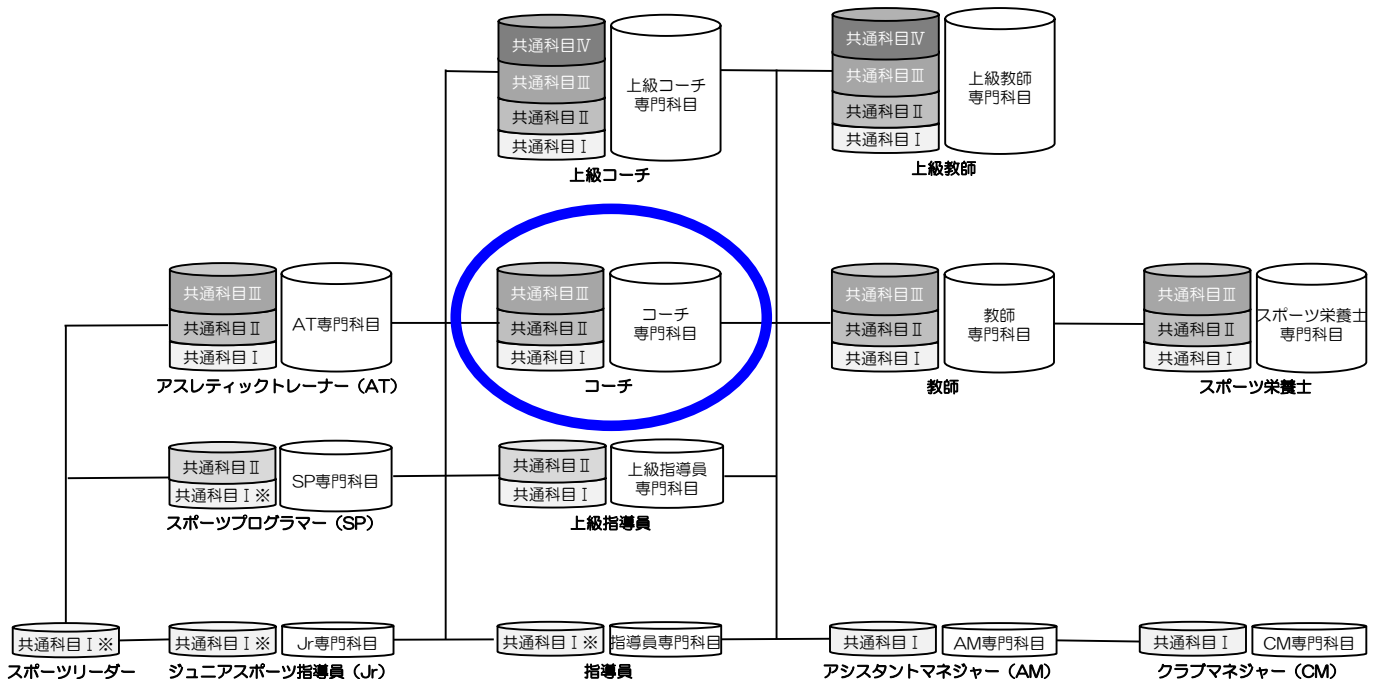 共通科目Ⅳ
共通科目Ⅲ
共通科目Ⅱ
共通科目Ⅰ
上級コーチ
専門科目
上級コーチ
共通科目Ⅳ
共通科目Ⅲ
共通科目Ⅱ
共通科目Ⅰ
上級教師
専門科目
上級教師
共通科目Ⅲ
共通科目Ⅱ
共通科目Ⅰ
AT専門科目
アスレティックトレーナー（AT）
共通科目Ⅲ
共通科目Ⅱ
共通科目Ⅰ
コーチ
専門科目
コーチ
共通科目Ⅲ
共通科目Ⅱ
共通科目Ⅰ
教師
専門科目
教師
共通科目Ⅲ
共通科目Ⅱ
共通科目Ⅰ
スポーツ栄養士
専門科目
スポーツ栄養士
共通科目Ⅱ
共通科目Ⅰ※
SP専門科目
スポーツプログラマー（SP）
共通科目Ⅱ
共通科目Ⅰ
上級指導員
専門科目
上級指導員
共通科目Ⅰ※
スポーツリーダー
共通科目Ⅰ※
Jr専門科目
ジュニアスポーツ指導員（Jr）
共通科目Ⅰ※
指導員専門科目
指導員
共通科目Ⅰ
AM専門科目
アシスタントマネジャー（AM）
共通科目Ⅰ
CM専門科目
クラブマネジャー（CM）